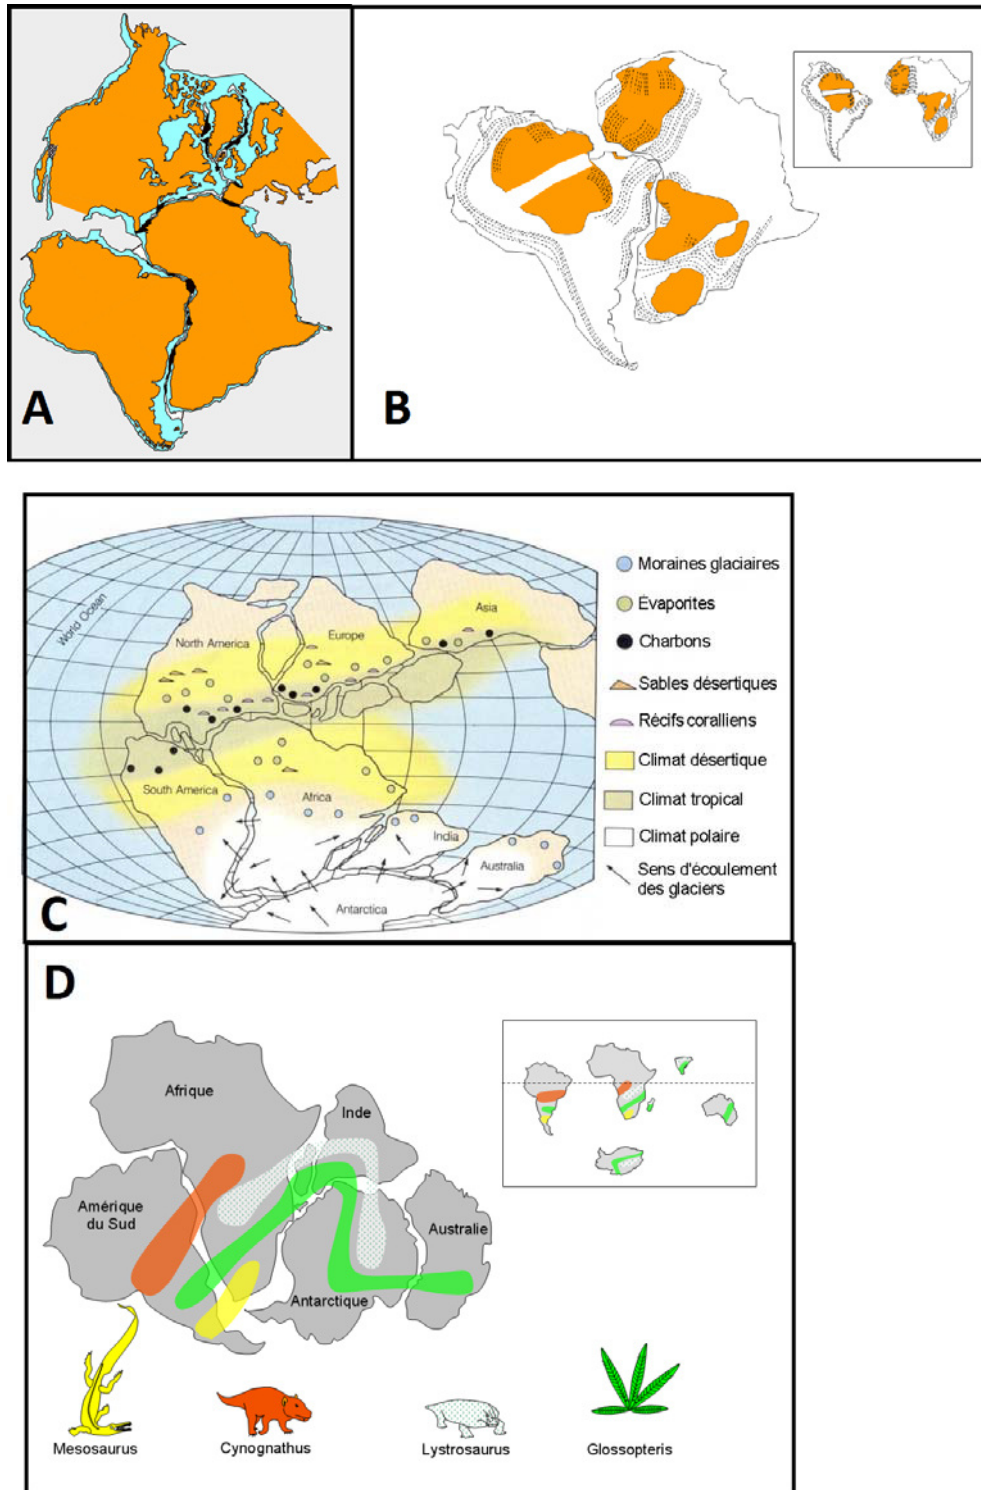 A
B
World Ocean
North America
Europe
Asia
South America
Africa
India
Australia
Antarctica
C
Moraines glaciaires
Évaporites
Charbons
Sables désertiques
Récifs coralliens
Climat désertique
Climat tropical
Climat polaire
Sens d'écoulement
des glaciers
D
Afrique
Inde
Amérique
du Sud
Australie
Antarctique
Mesosaurus
Cynognathus
Lystrosaurus
Glossopteris